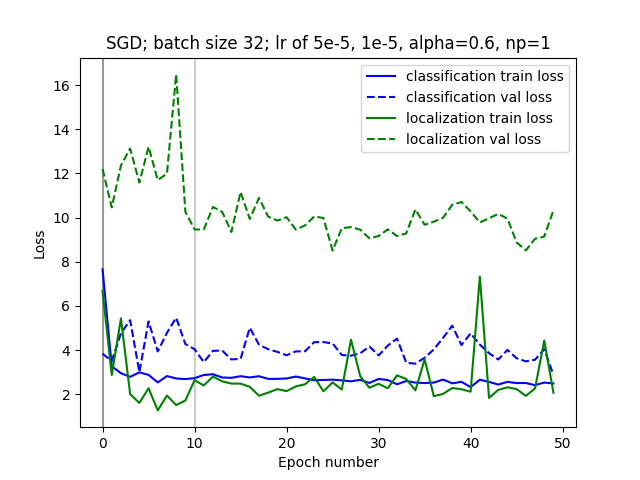 SGD; batch size 32; lr of 5e-5, 1e-5, alpha=0.6, np=1
classification train loss
classification val loss
localization train loss
localization val loss
Loss
16
14
12
10
8
6
4
2
0
10
20
30
40
50
Epoch number